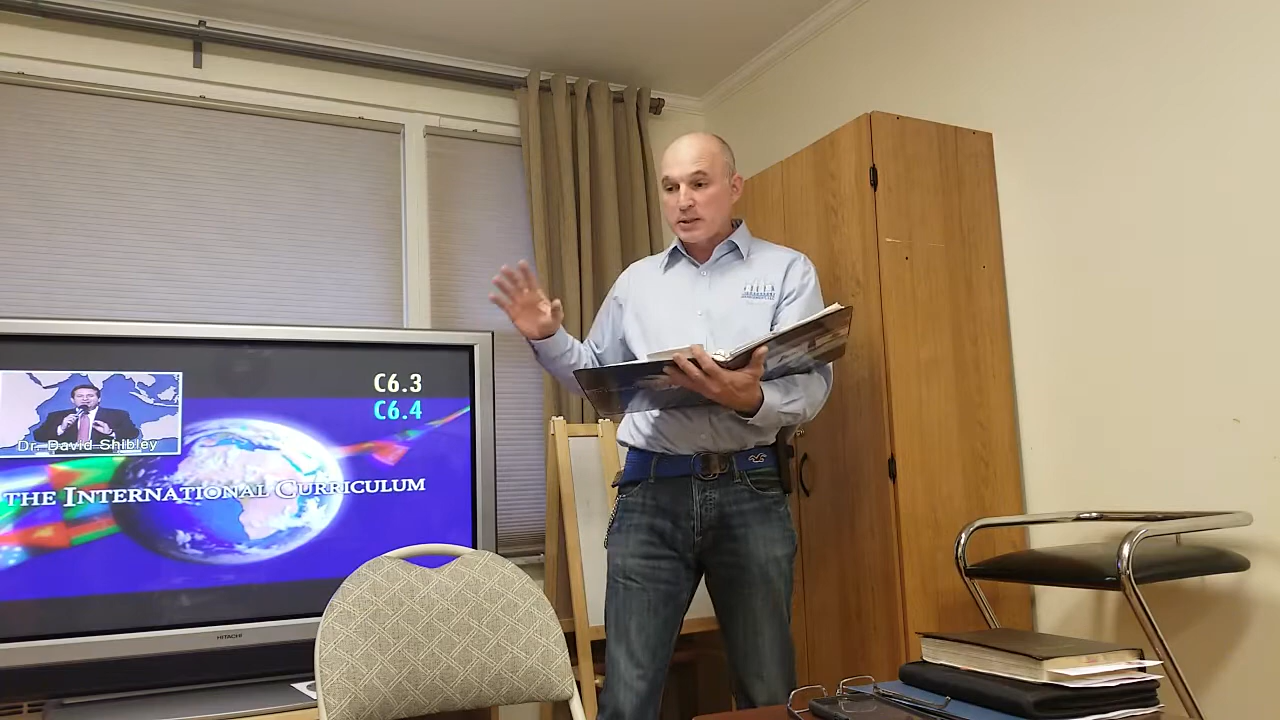 C6.3
C6.4
Dr. David Shibley
THE INTERNATIONAL CURRICULUM
HITACHI